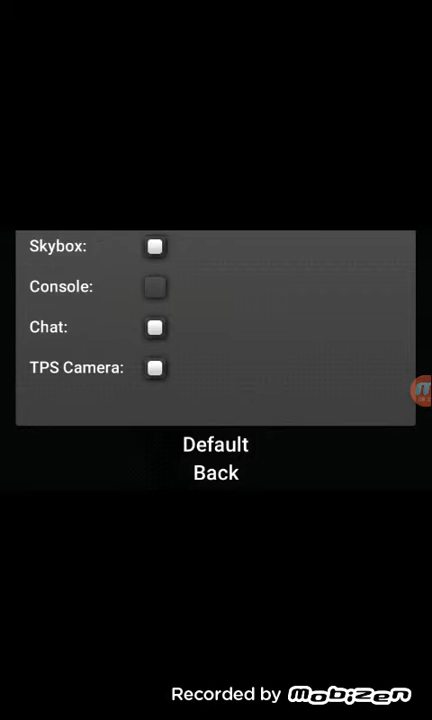 Skybox:
Console:
Chat:
TPS Camera:
Default
Back
Recorded by Mobizen